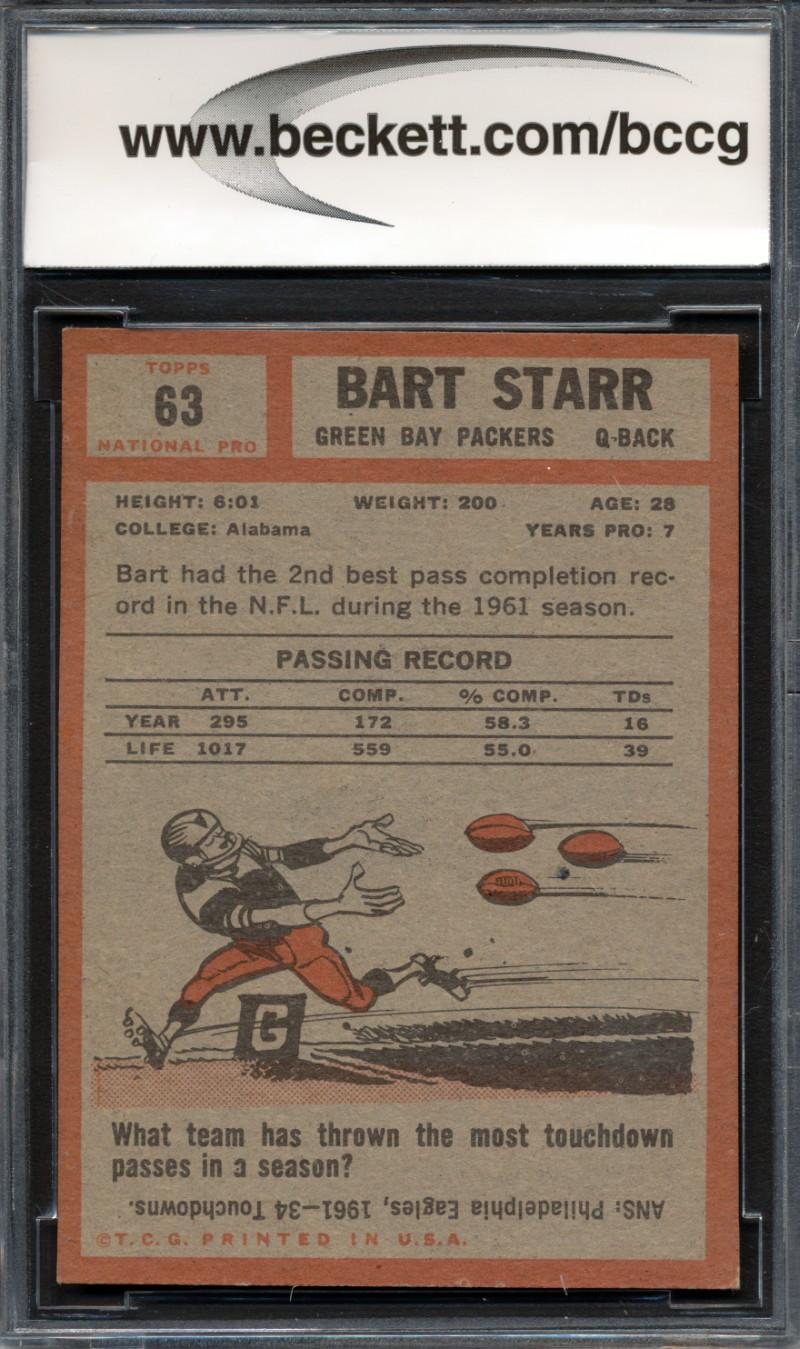 www.beckett.com/bccg
TOPPS
63
NATIONAL PRO
BART STARR
GREEN BAY PACKERS Q-BACK
HEIGHT: 6:01 WEIGHT: 200 AGE: 28
COLLEGE: Alabama YEARS PRO: 7
Bart had the 2nd best pass completion rec-
ord in the N.F.L. during the 1961 season.
PASSING RECORD
ATT. COMP. % COMP. TDs
YEAR 295 172 58.3 16
LIFE 1017 559 55.0 39
G
What team has thrown the most touchdown
passes in a season?
ANS: Philadelphia Eagles, 1961—34 Touchdowns.
©T.C.G. PRINTED IN U.S.A.